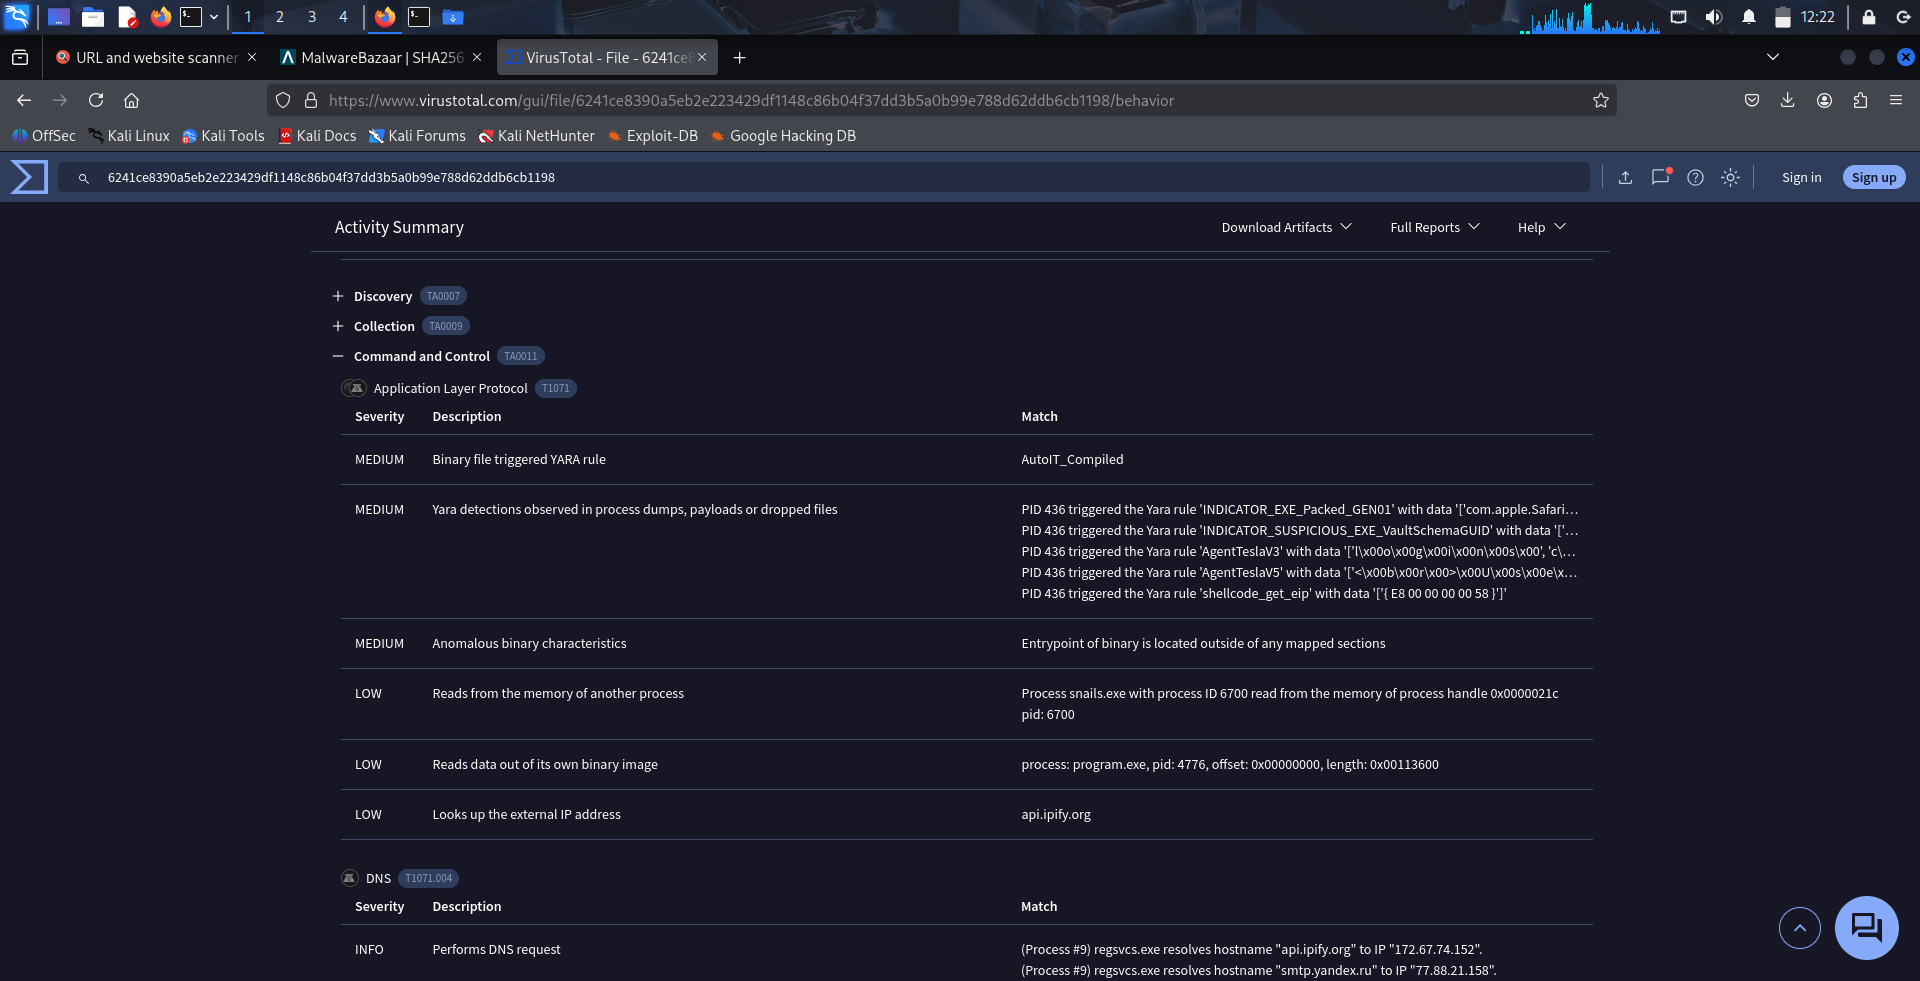 1 2 3 4 12:22
URL and website scanner MalwareBazaar | SHA256 VirusTotal - File - 6241ce8
https://www.virustotal.com/gui/file/6241ce8390a5eb2e223429df1148c86b04f37dd3b5a0b99e788d62ddb6cb1198/behavior
OffSec Kali Linux Kali Tools Kali Docs Kali Forums Kali NetHunter Exploit-DB Google Hacking DB
6241ce8390a5eb2e223429df1148c86b04f37dd3b5a0b99e788d62ddb6cb1198 Sign in Sign up
Activity Summary Download Artifacts Full Reports Help
Discovery TA0007
Collection TA0009
Command and Control TA0011
Application Layer Protocol T1071
Severity Description Match
MEDIUM Binary file triggered YARA rule AutoIT_Compiled
MEDIUM Yara detections observed in process dumps, payloads or dropped files PID 436 triggered the Yara rule 'INDICATOR_EXE_Packed_GEN01' with data '['com.apple.Safari…
PID 436 triggered the Yara rule 'INDICATOR_SUSPICIOUS_EXE_VaultSchemaGUID' with data '['…
PID 436 triggered the Yara rule 'AgentTeslaV3' with data '['l\x00o\x00g\x00i\x00n\x00s\x00', 'c\…
PID 436 triggered the Yara rule 'AgentTeslaV5' with data '['<\x00b\x00r\x00>\x00U\x00s\x00e\x…
PID 436 triggered the Yara rule 'shellcode_get_eip' with data '['{ E8 00 00 00 00 58 }']'
MEDIUM Anomalous binary characteristics Entrypoint of binary is located outside of any mapped sections
LOW Reads from the memory of another process Process snails.exe with process ID 6700 read from the memory of process handle 0x0000021c
pid: 6700
LOW Reads data out of its own binary image process: program.exe, pid: 4776, offset: 0x00000000, length: 0x00113600
LOW Looks up the external IP address api.ipify.org
DNS T1071.004
Severity Description Match
INFO Performs DNS request (Process #9) regsvcs.exe resolves hostname "api.ipify.org" to IP "172.67.74.152".
(Process #9) regsvcs.exe resolves hostname "smtp.yandex.ru" to IP "77.88.21.158".